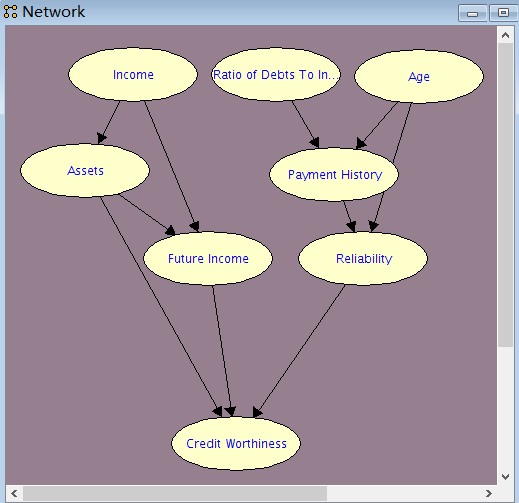 Network
Income
Ratio of Debts To In...
Age
Assets
Payment History
Future Income
Reliability
Credit Worthiness